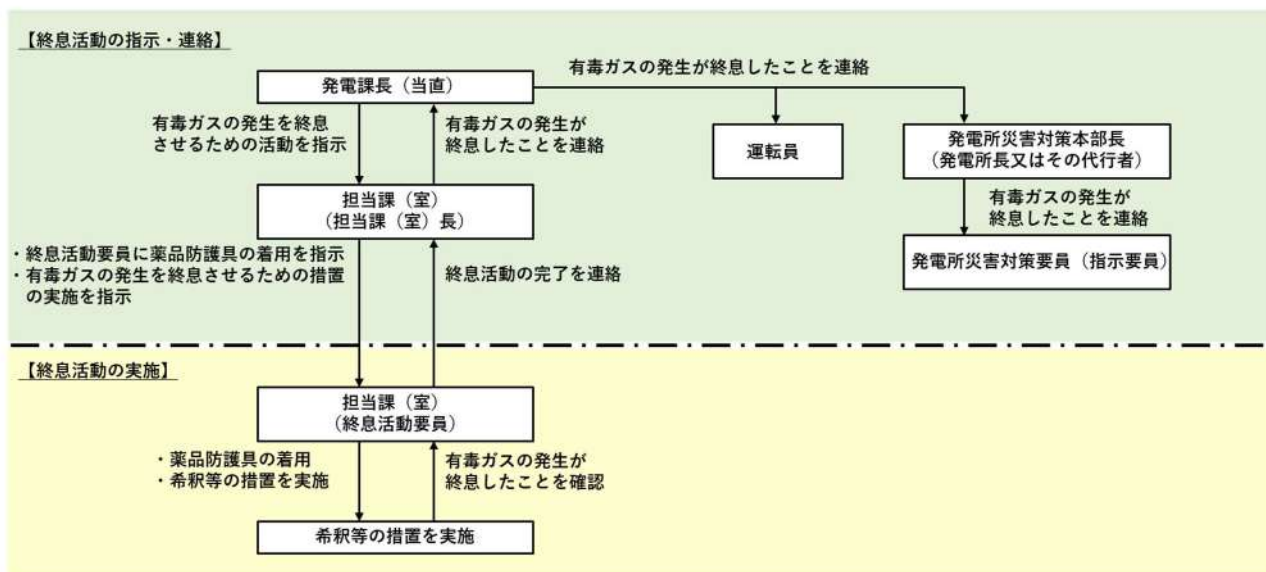 【終息活動の指示・連絡】
有毒ガスの発生が終息したことを連絡
発電課長（当直）
有毒ガスの発生を終息
させるための活動を指示
有毒ガスの発生が
終息したことを連絡
運転員
発電所災害対策本部長
（発電所長又はその代行者）
担当課（室）
（担当課（室）長）
有毒ガスの発生が
終息したことを連絡
・終息活動要員に薬品防護具の着用を指示
・有毒ガスの発生を終息させるための措置
の実施を指示
終息活動の完了を連絡
発電所災害対策要員（指示要員）
【終息活動の実施】
担当課（室）
（終息活動要員）
・薬品防護具の着用
・希釈等の措置を実施
有毒ガスの発生が
終息したことを確認
希釈等の措置を実施